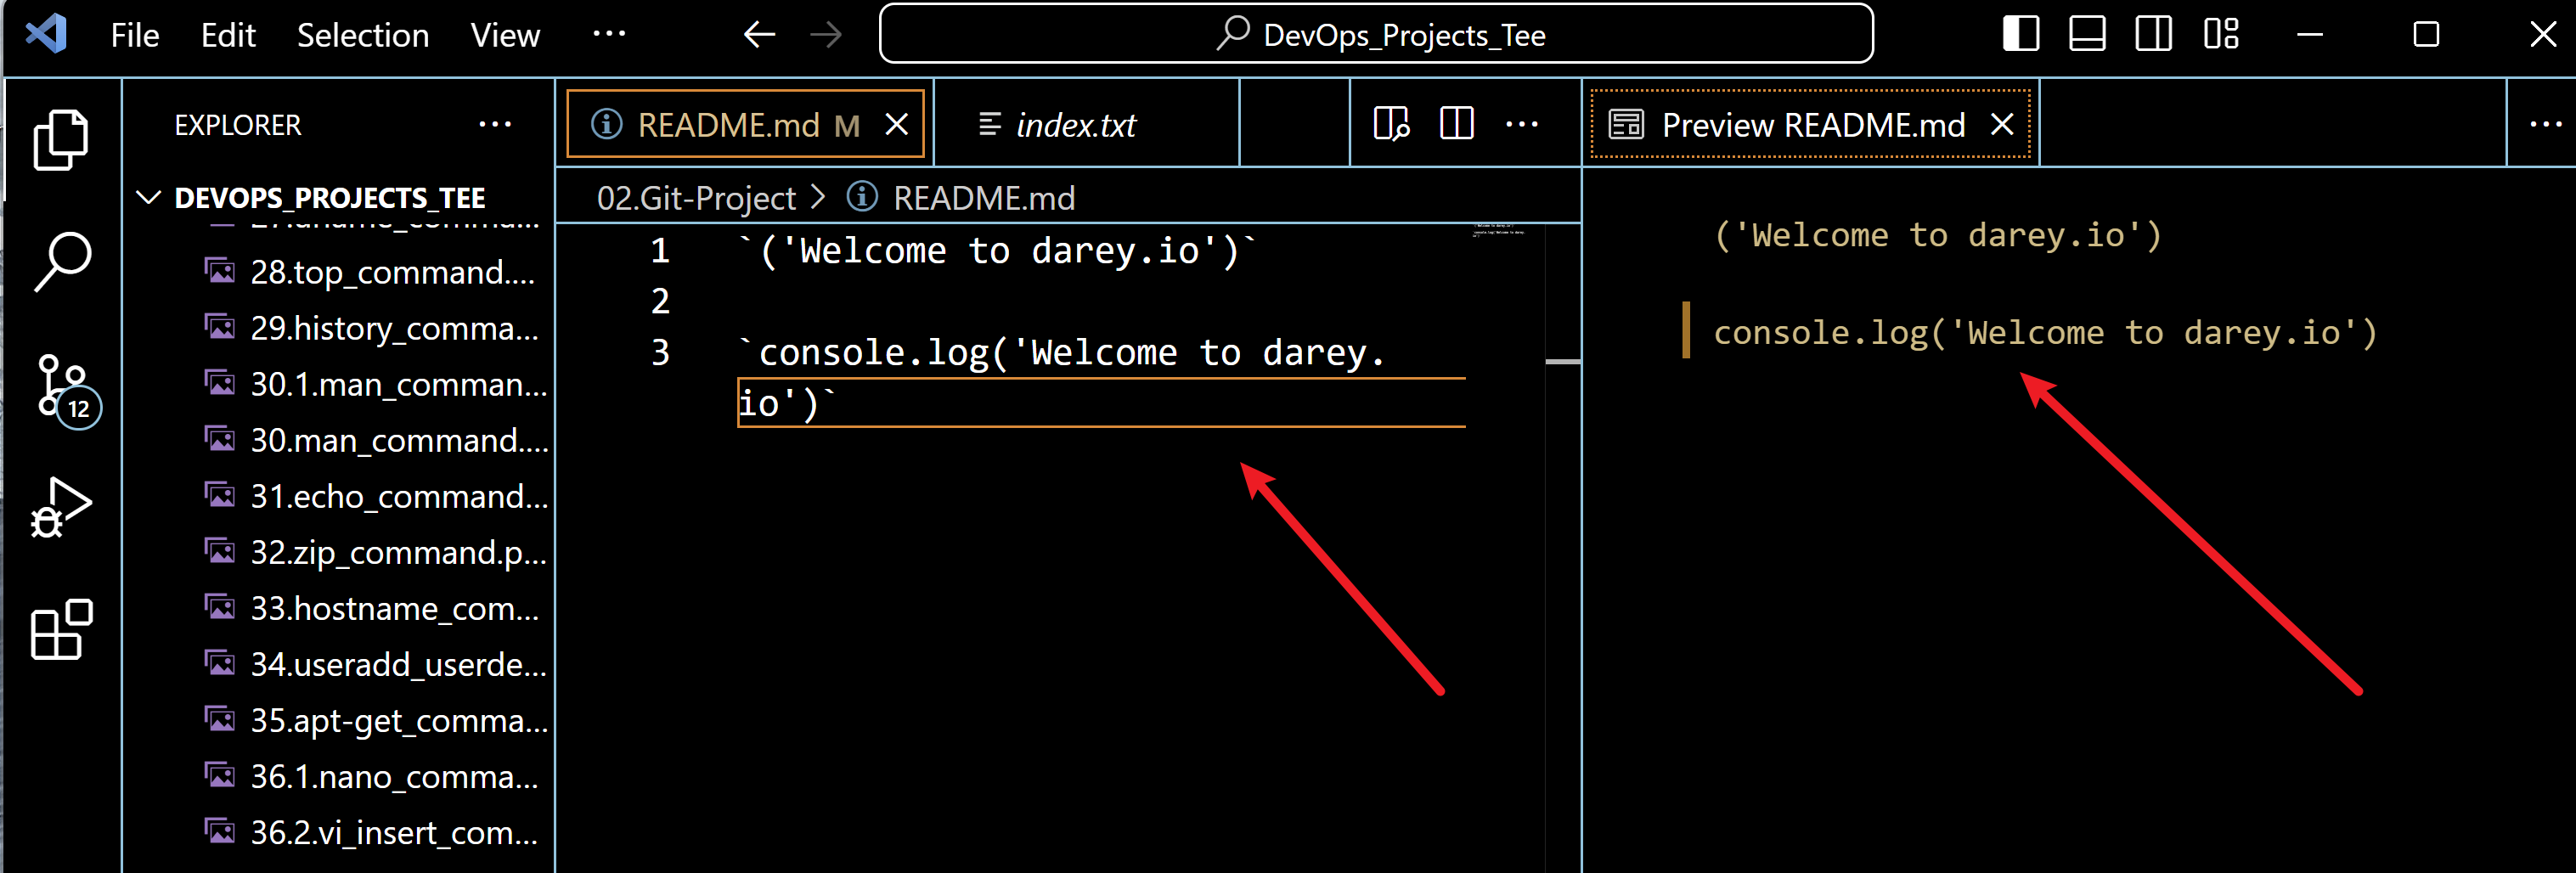 File Edit Selection View ...
DevOps_Projects_Tee
EXPLORER ...
DEVOPS_PROJECTS_TEE
28.top_command....
29.history_comma...
30.1.man_comman...
30.man_command....
31.echo_command...
32.zip_command.p...
33.hostname_com...
34.useradd_userde...
35.apt-get_comma...
36.1.nano_comma...
36.2.vi_insert_com...
12
README.md M
index.txt
02.Git-Project > README.md
1 `('Welcome to darey.io')`
2
3 `console.log('Welcome to darey.
io')`
Preview README.md
('Welcome to darey.io')
console.log('Welcome to darey.io')